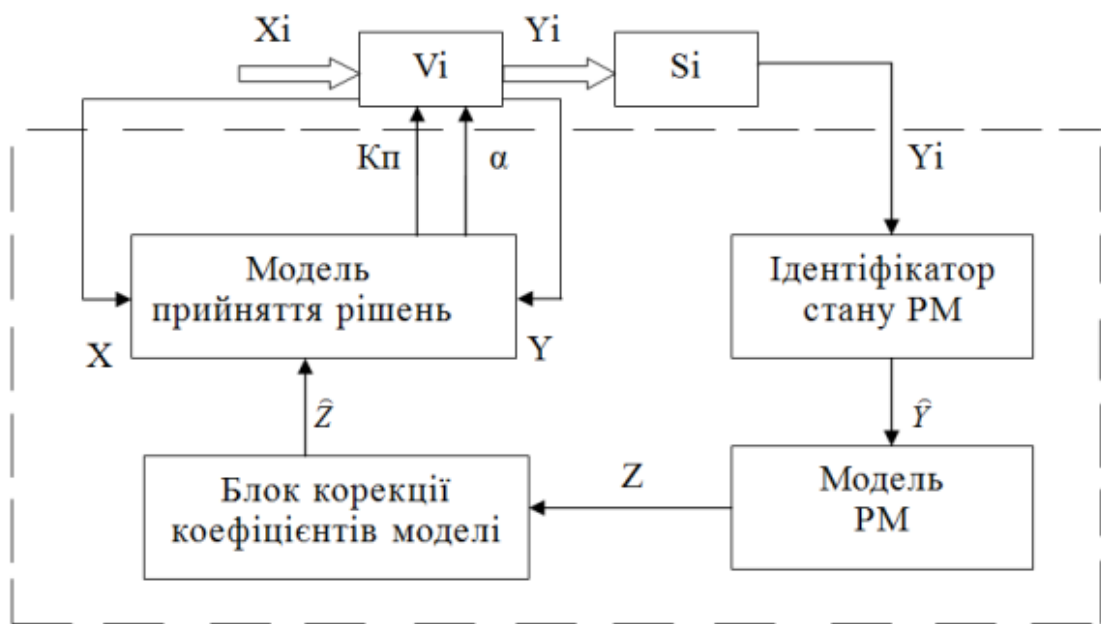 Xi
Vi
Yi
Si
Кп
α
Yi
Модель
прийняття рішень
X
Y
Ідентіфікатор
стану РМ
Ẑ
Ŷ
Блок корекції
коефіцієнтів моделі
Z
Модель
РМ